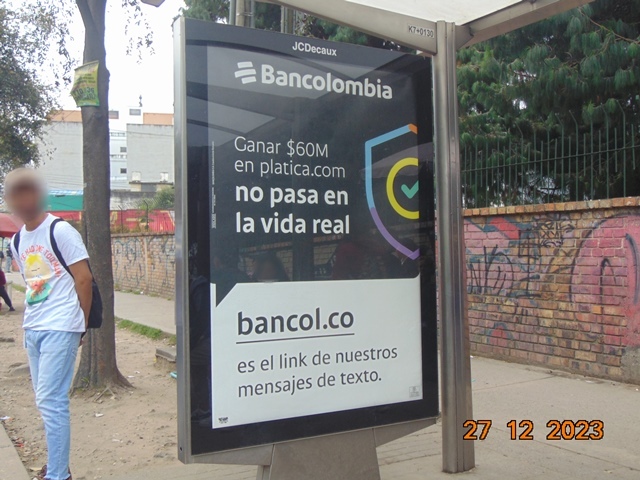 K7+0130
JCDecaux
Bancolombia
Ganar $60M
en platica.com
no pasa en
la vida real
bancol.co
es el link de nuestros
mensajes de texto.
27 12 2023